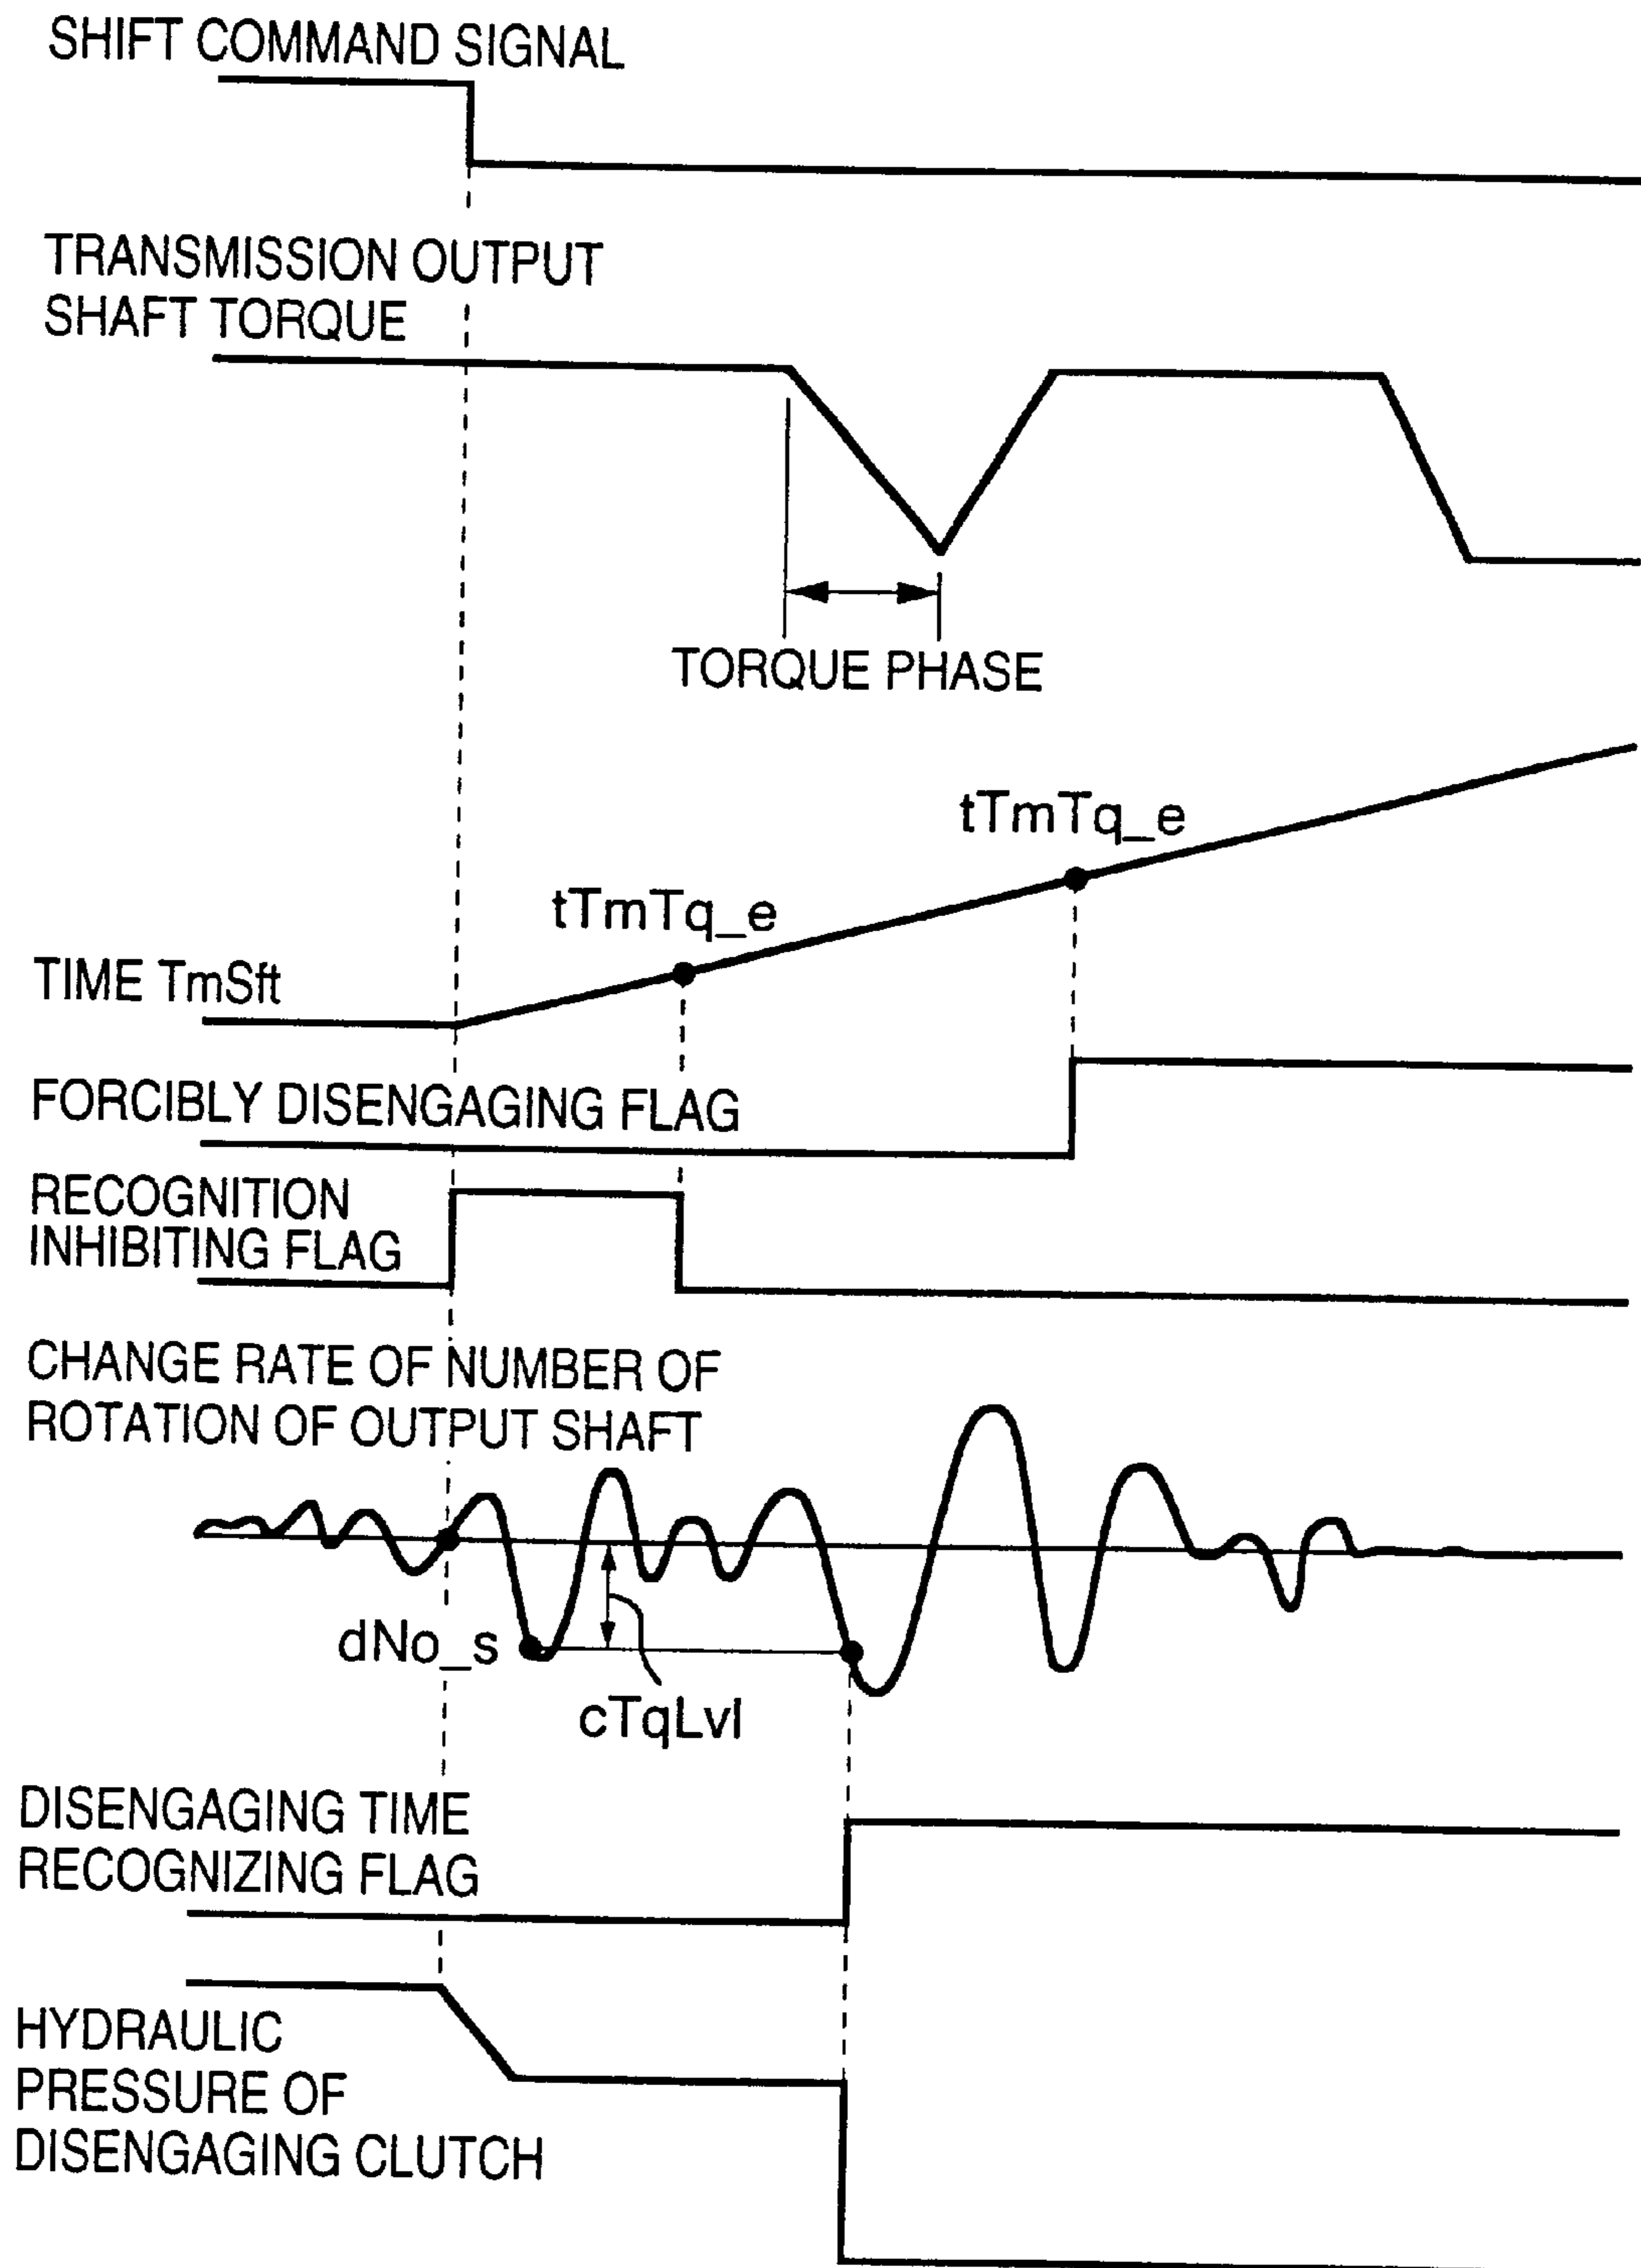 SHIFT COMMAND SIGNAL
TRANSMISSION OUTPUT
SHAFT TORQUE
TORQUE PHASE
tTmTq_e
tTmTq_e
TIME TmSft
FORCIBLY DISENGAGING FLAG
RECOGNITION
INHIBITING FLAG
CHANGE RATE OF NUMBER OF
ROTATION OF OUTPUT SHAFT
dNo_s
cTqLvl
DISENGAGING TIME
RECOGNIZING FLAG
HYDRAULIC
PRESSURE OF
DISENGAGING CLUTCH